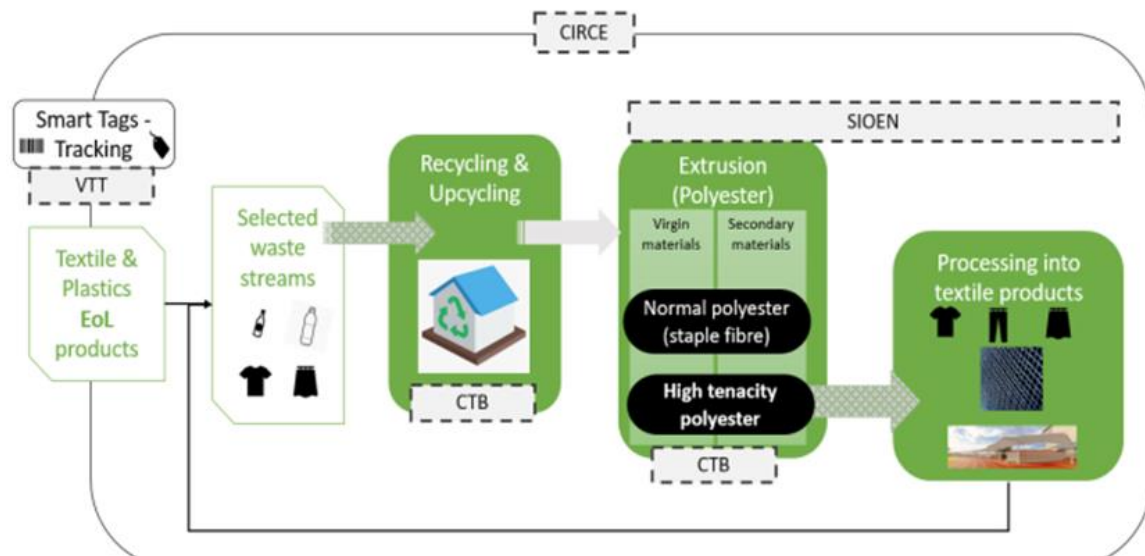 CIRCE
Smart Tags -
Tracking
VTT
Textile &
Plastics
EoL
products
Selected
waste
streams
Recycling &
Upcycling
CTB
SIOEN
Extrusion
(Polyester)
Virgin
materials
Secondary
materials
Normal polyester
(staple fibre)
High tenacity
polyester
CTB
Processing into
textile products